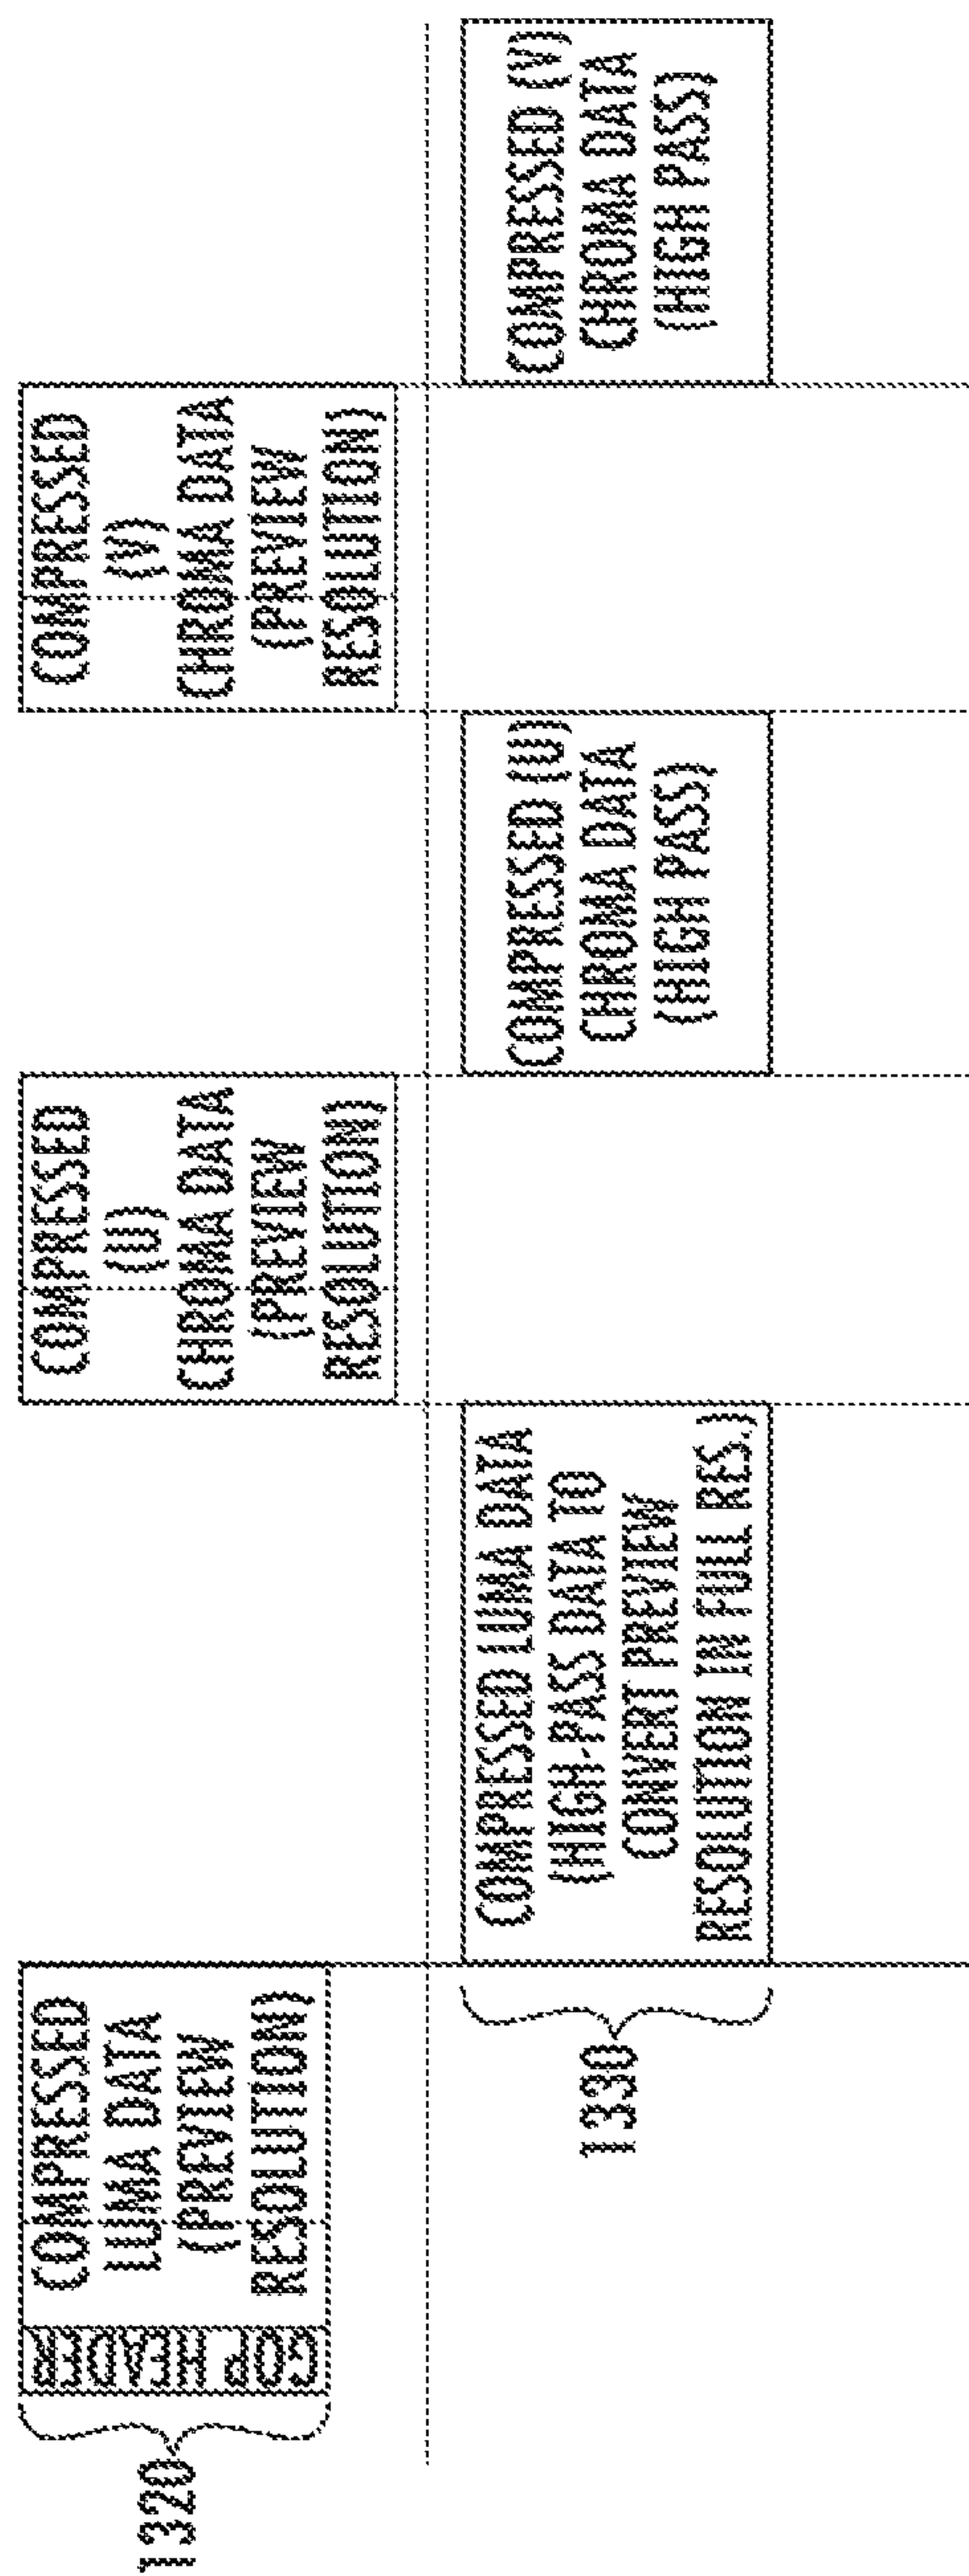 1320
GOP HEADER
COMPRESSED
LUMA DATA
(PREVIEW
RESOLUTION)
COMPRESSED
(U)
CHROMA DATA
(PREVIEW
RESOLUTION)
COMPRESSED
(V)
CHROMA DATA
(PREVIEW
RESOLUTION)
1330
COMPRESSED LUMA DATA
(HIGH-PASS DATA TO
CONVERT PREVIEW
RESOLUTION IN FULL RES.)
COMPRESSED (U)
CHROMA DATA
(HIGH PASS)
COMPRESSED (V)
CHROMA DATA
(HIGH PASS)